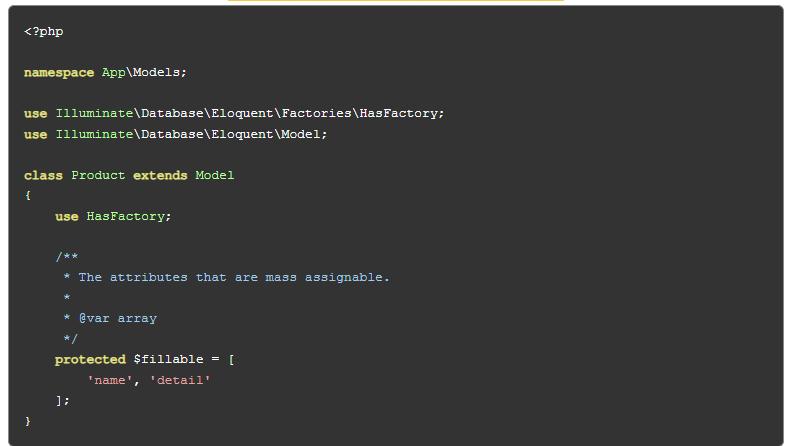 <?php
namespace App\Models;
use Illuminate\Database\Eloquent\Factories\HasFactory;
use Illuminate\Database\Eloquent\Model;
class Product extends Model
{
    use HasFactory;
    /**
     * The attributes that are mass assignable.
     *
     * @var array
     */
    protected $fillable = [
        'name', 'detail'
    ];
}